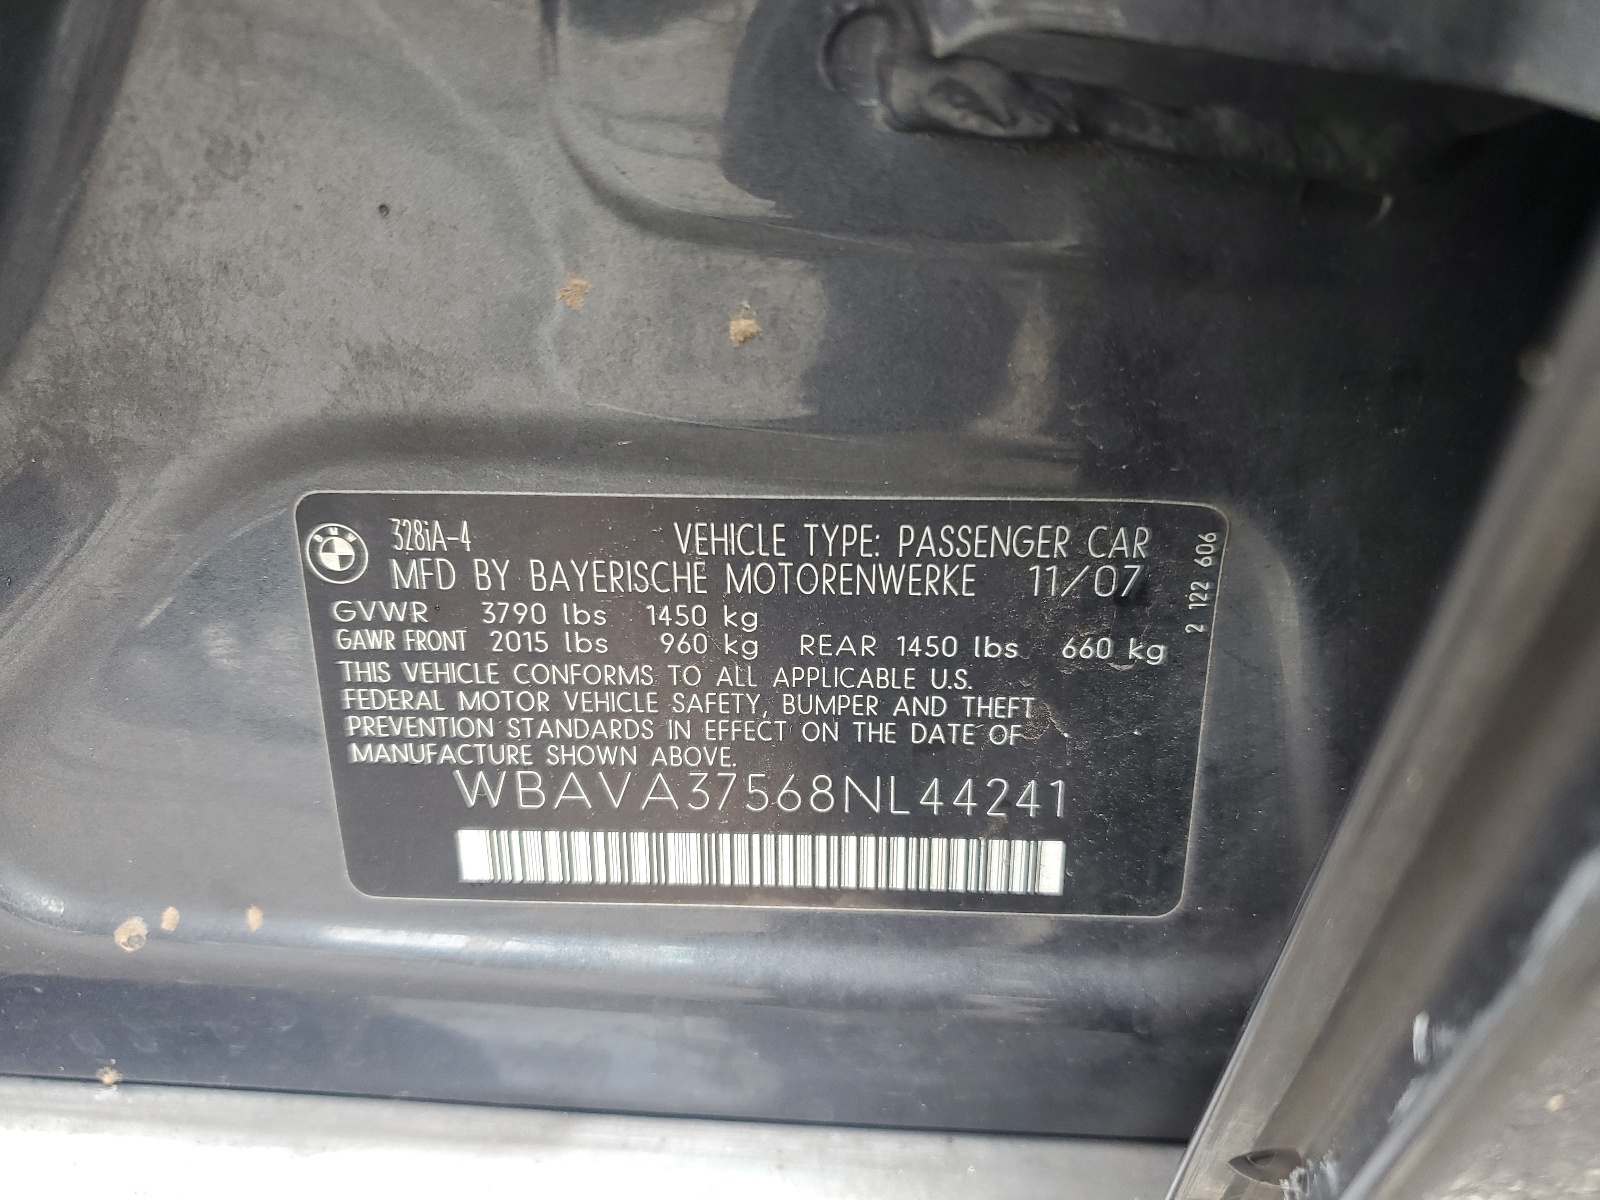 BMW
328iA-4 VEHICLE TYPE: PASSENGER CAR
MFD BY BAYERISCHE MOTORENWERKE 11/07
GVWR 3790 lbs 1450 kg
GAWR FRONT 2015 lbs 960 kg REAR 1450 lbs 660 kg
THIS VEHICLE CONFORMS TO ALL APPLICABLE U.S.
FEDERAL MOTOR VEHICLE SAFETY, BUMPER AND THEFT
PREVENTION STANDARDS IN EFFECT ON THE DATE OF
MANUFACTURE SHOWN ABOVE.
WBAVA37568NL44241
2 122 606